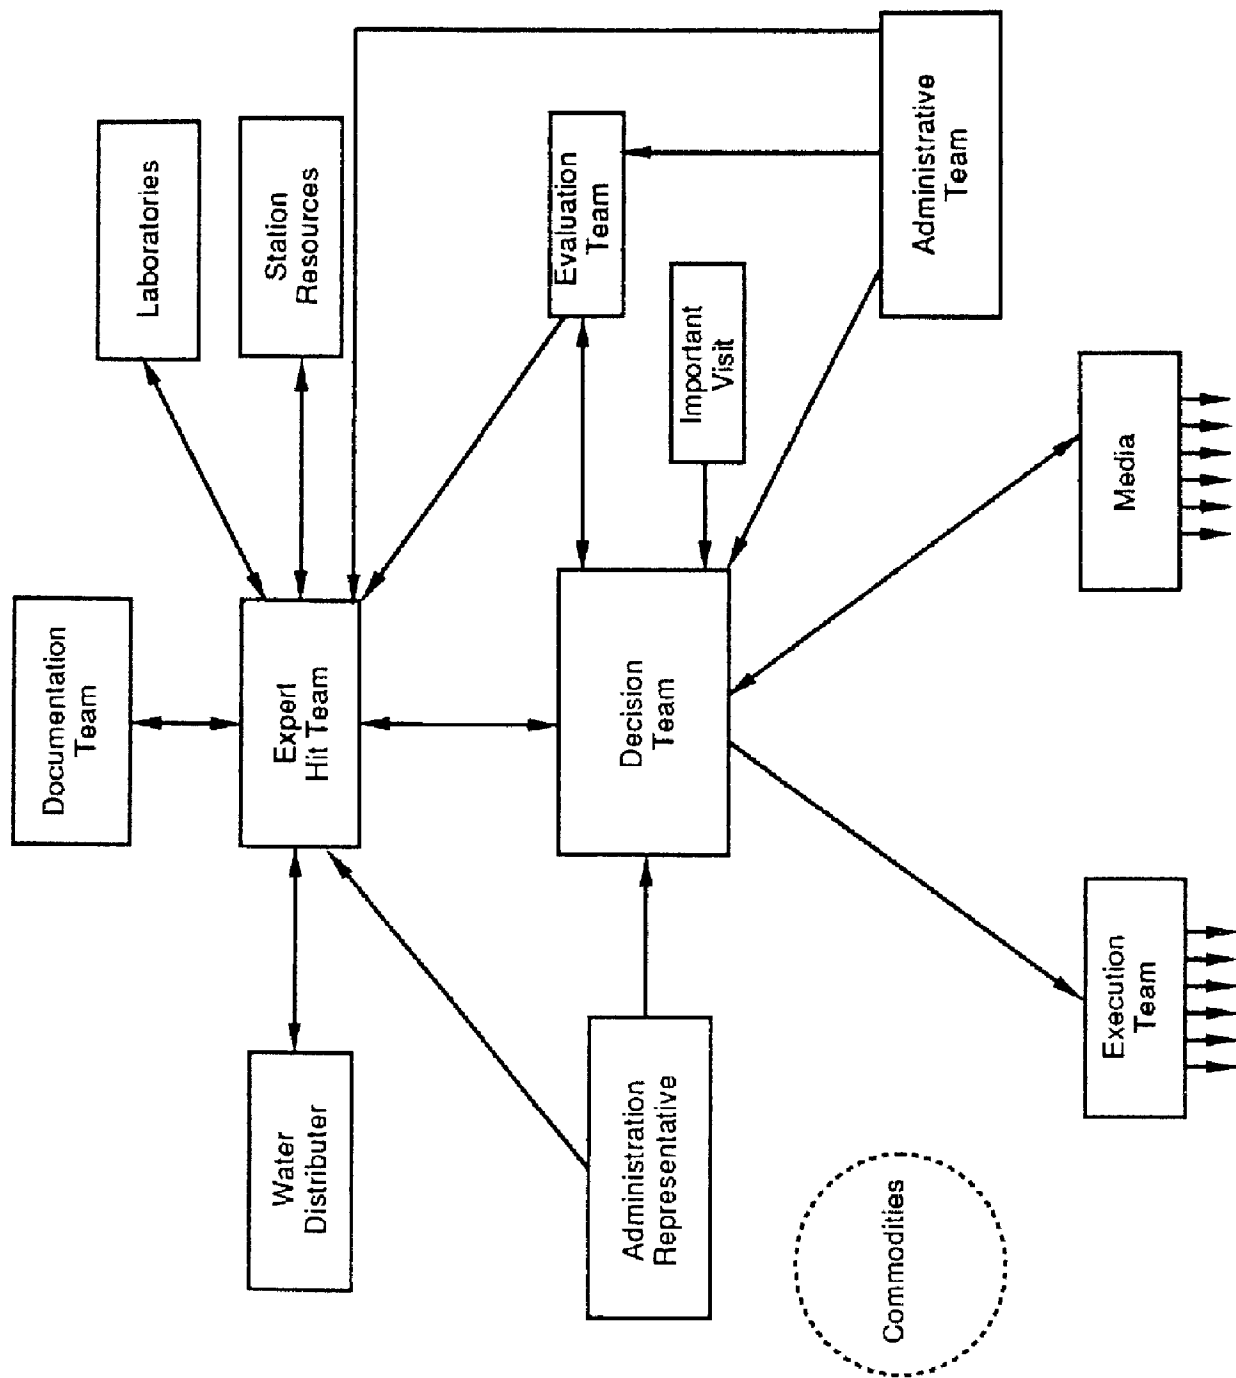 Documentation
Team
Laboratories
Station
Resources
Expert
Hit Team
Water
Distributer
Evaluation
Team
Important
Visit
Decision
Team
Administration
Representative
Administrative
Team
Media
Execution
Team
Commodities